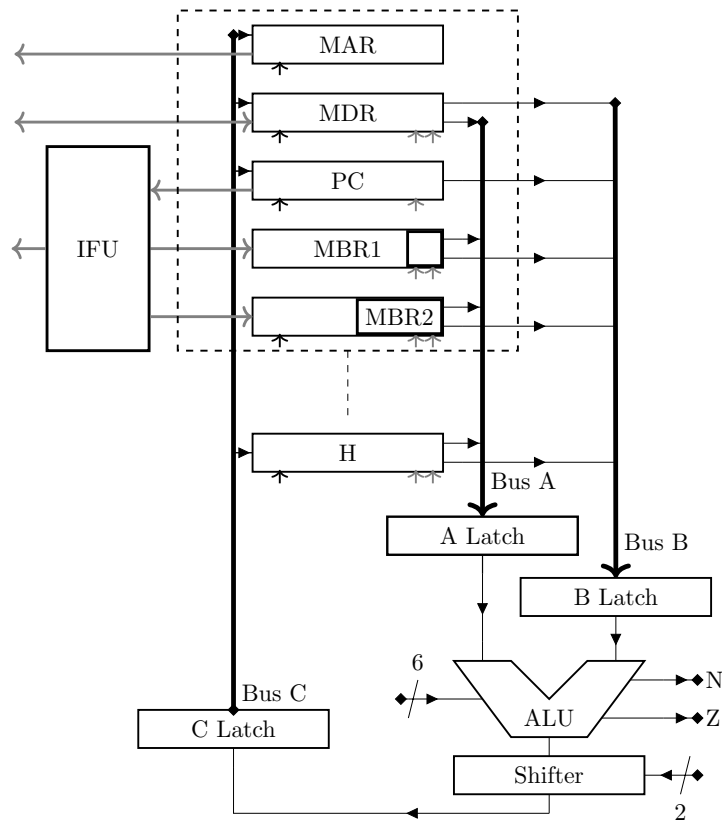 MAR
MDR
PC
IFU
MBR1
MBR2
H
Bus A
A Latch
Bus B
B Latch
6
N
Bus C
ALU
Z
C Latch
Shifter
2